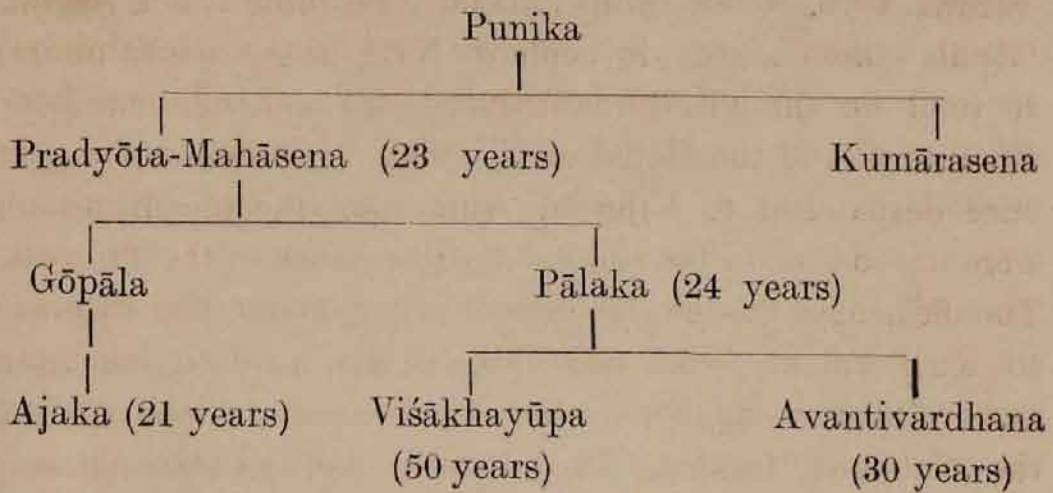 Punika
Pradyōta-Mahāsena (23 years) Kumārasena
Gōpāla Pālaka (24 years)
Ajaka (21 years) Viśākhayūpa Avantivardhana
(50 years) (30 years)